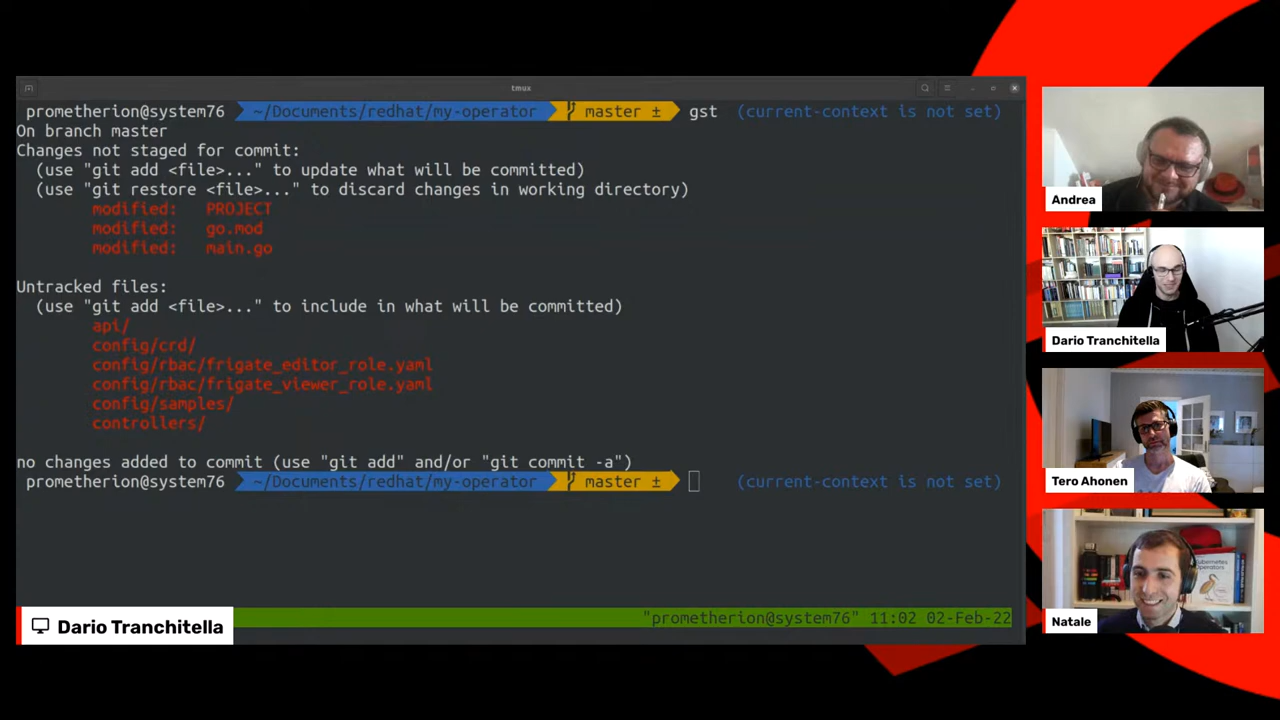 tmux
prometherion@system76 ~/Documents/redhat/my-operator master ± gst (current-context is not set)
On branch master
Changes not staged for commit:
(use "git add <file>..." to update what will be committed)
(use "git restore <file>..." to discard changes in working directory)
modified: PROJECT
modified: go.mod
modified: main.go
Untracked files:
(use "git add <file>..." to include in what will be committed)
api/
config/crd/
config/rbac/frigate_editor_role.yaml
config/rbac/frigate_viewer_role.yaml
config/samples/
controllers/
no changes added to commit (use "git add" and/or "git commit -a")
prometherion@system76 ~/Documents/redhat/my-operator master ± (current-context is not set)
"prometherion@system76" 11:02 02-Feb-22
Dario Tranchitella
Andrea
Dario Tranchitella
Tero Ahonen
Kubernetes
Operators
Natale